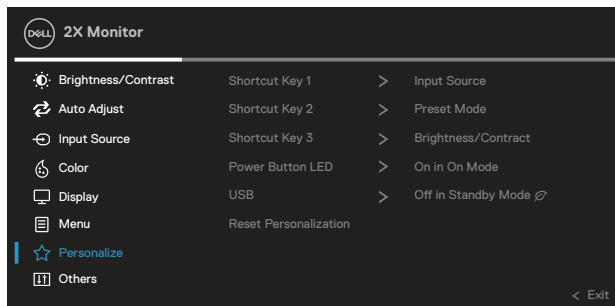 DELL 2X Monitor
Brightness/Contrast Shortcut Key 1 > Input Source
Auto Adjust Shortcut Key 2 > Preset Mode
Input Source Shortcut Key 3 > Brightness/Contract
Color Power Button LED > On in On Mode
Display USB > Off in Standby Mode
Menu Reset Personalization
Personalize
Others
< Exit